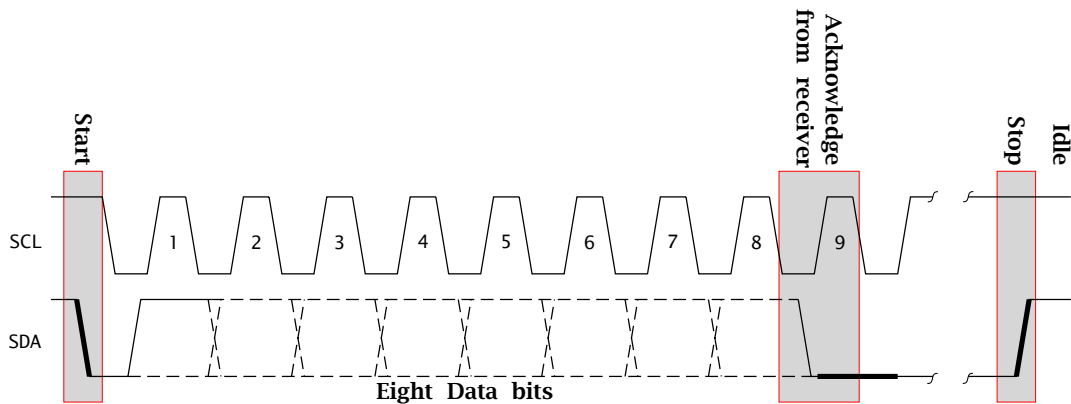 Start
Acknowledge
from receiver
Stop
Idle
SCL
1 2 3 4 5 6 7 8 9
SDA
Eight Data bits